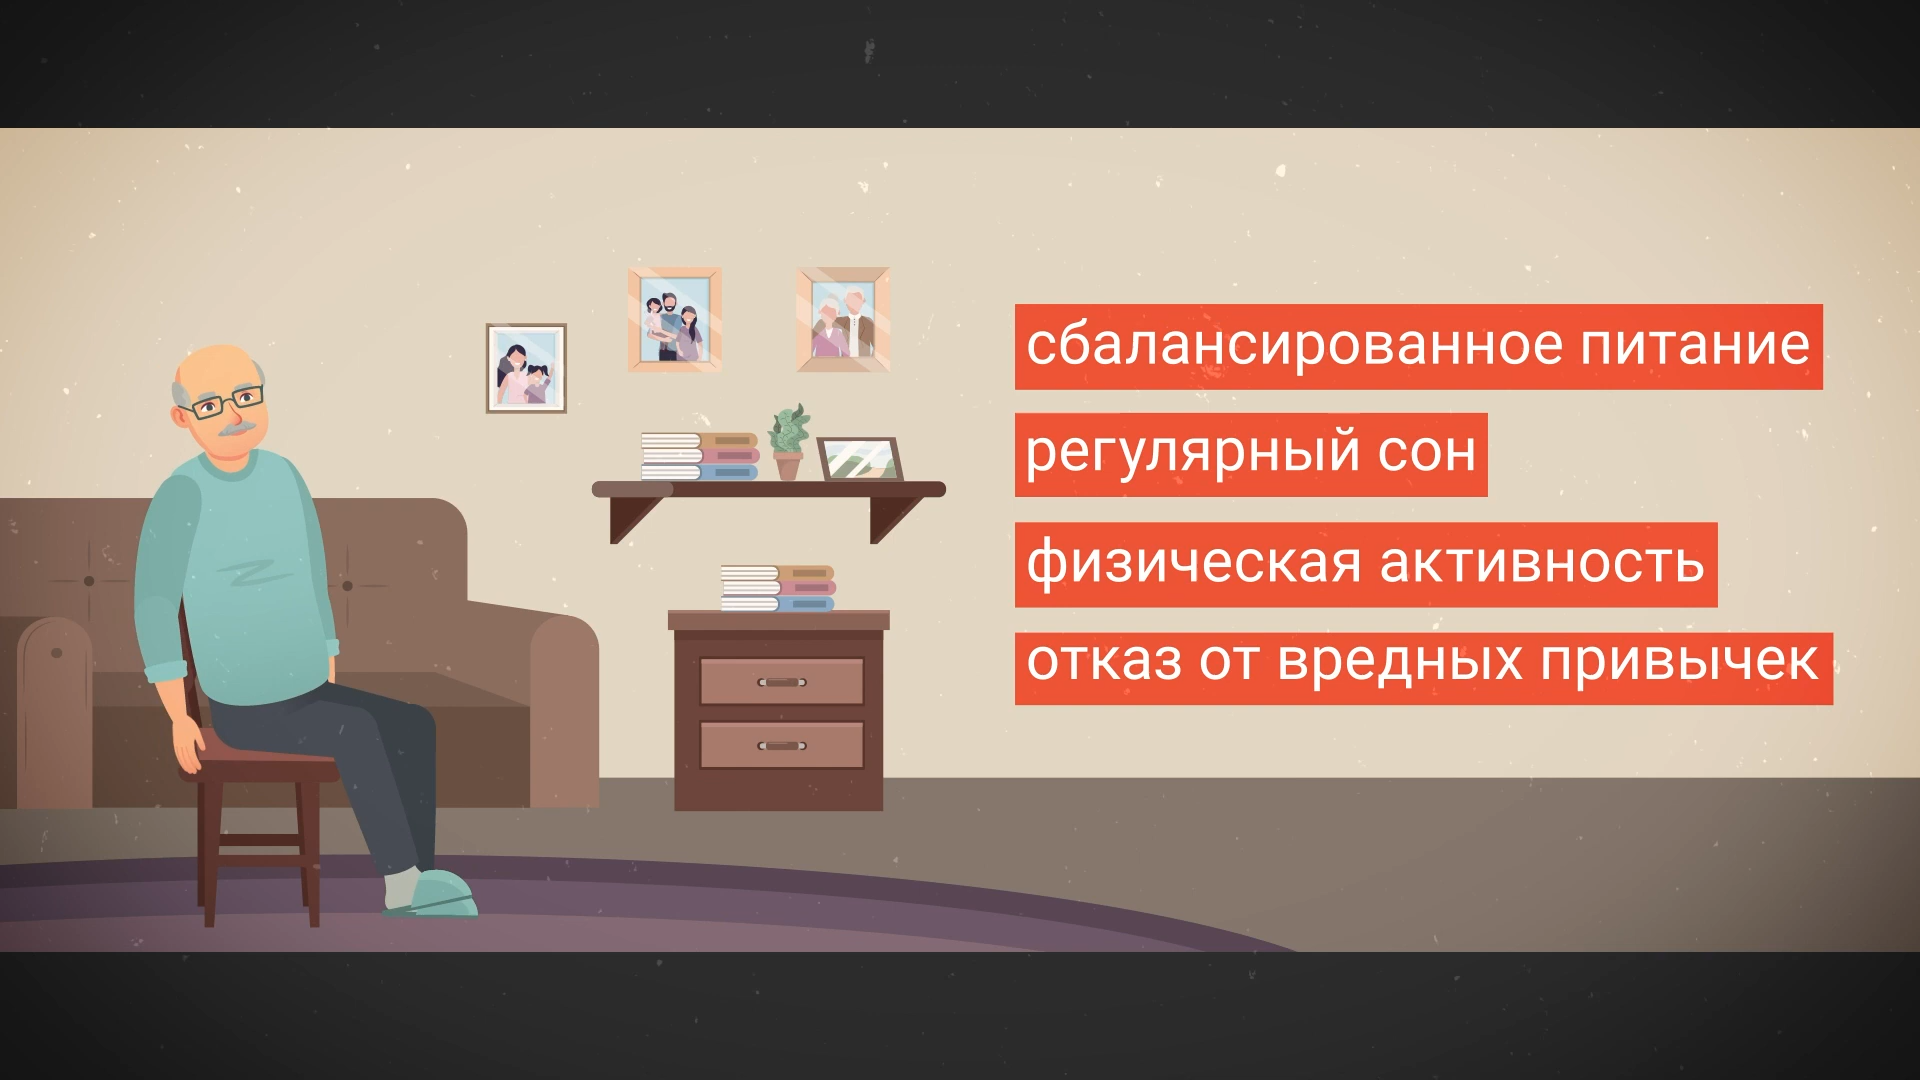 сбалансированное питание
регулярный сон
физическая активность
отказ от вредных привычек